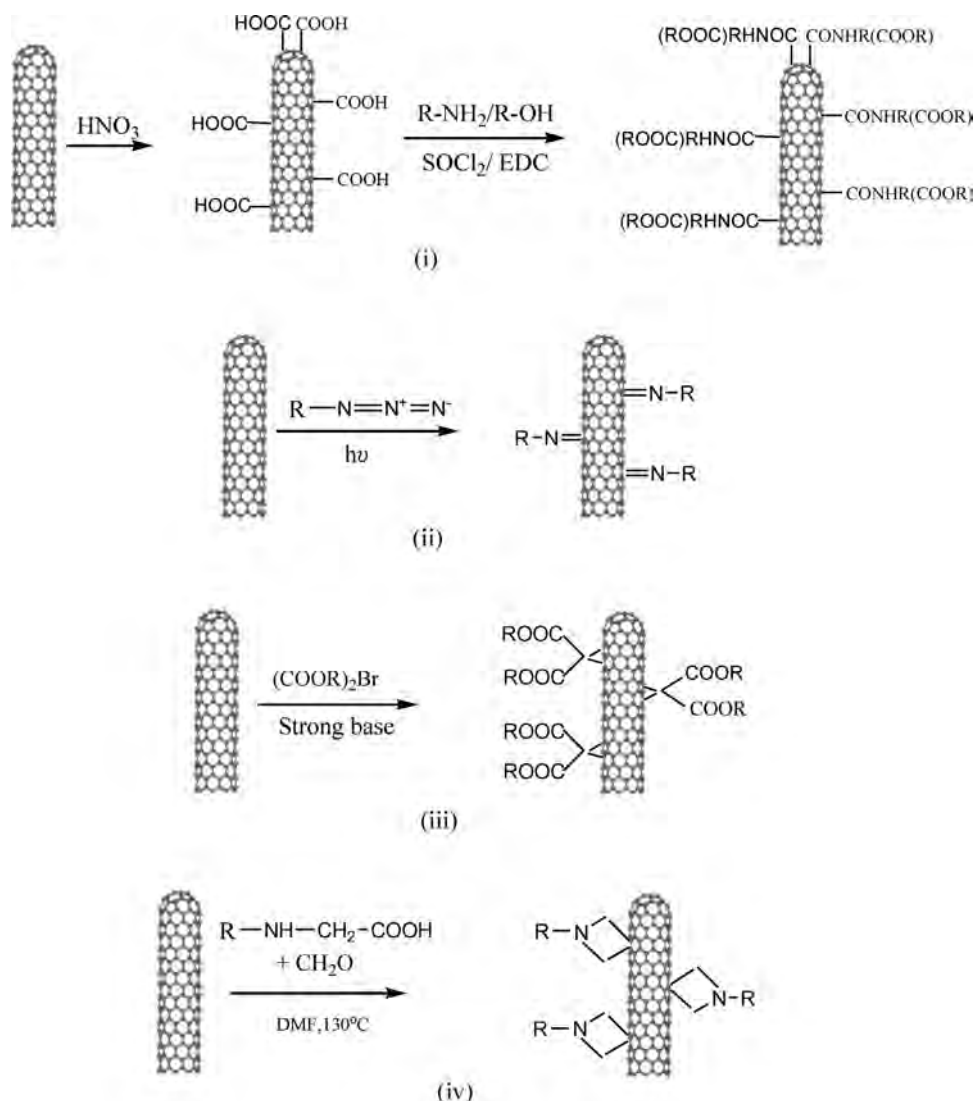 HOOC COOH
HNO₃
HOOC
COOH
HOOC
COOH
R-NH₂/R-OH
SOCl₂/ EDC
(ROOC)RHNOC CONHR(COOR)
CONHR(COOR)
(ROOC)RHNOC
CONHR(COOR)
(ROOC)RHNOC
(i)
R—N=N⁺=N⁻
hυ
=N—R
R—N=
=N—R
(ii)
(COOR)₂Br
Strong base
ROOC
ROOC
COOR
COOR
ROOC
ROOC
(iii)
R—NH—CH₂—COOH
+ CH₂O
DMF,130⁰C
R—N
N—R
R—N
(iv)